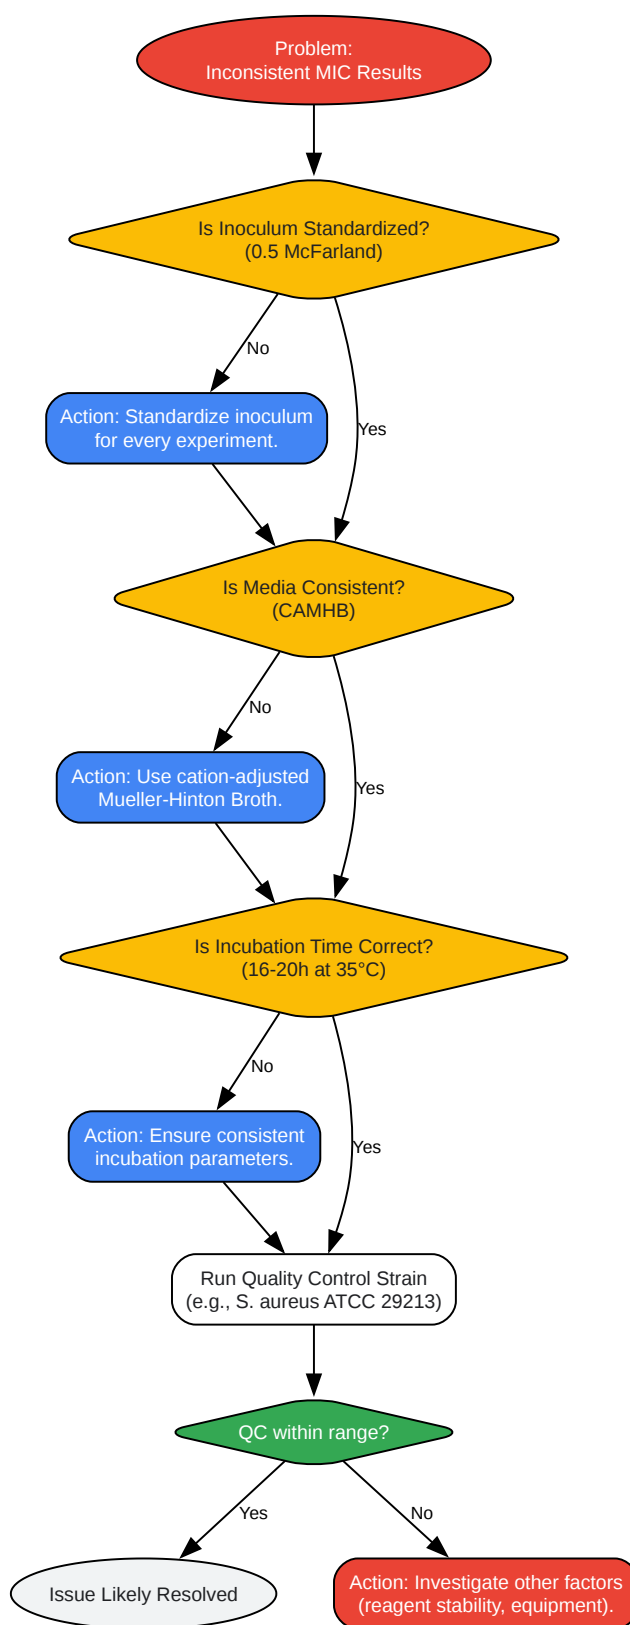 Problem:
Inconsistent MIC Results
Is Inoculum Standardized?
(0.5 McFarland)
No
Yes
Action: Standardize inoculum
for every experiment.
Is Media Consistent?
(CAMHB)
No
Yes
Action: Use cation-adjusted
Mueller-Hinton Broth.
Is Incubation Time Correct?
(16-20h at 35°C)
No
Yes
Action: Ensure consistent
incubation parameters.
Run Quality Control Strain
(e.g., S. aureus ATCC 29213)
QC within range?
Yes
No
Issue Likely Resolved
Action: Investigate other factors
(reagent stability, equipment).